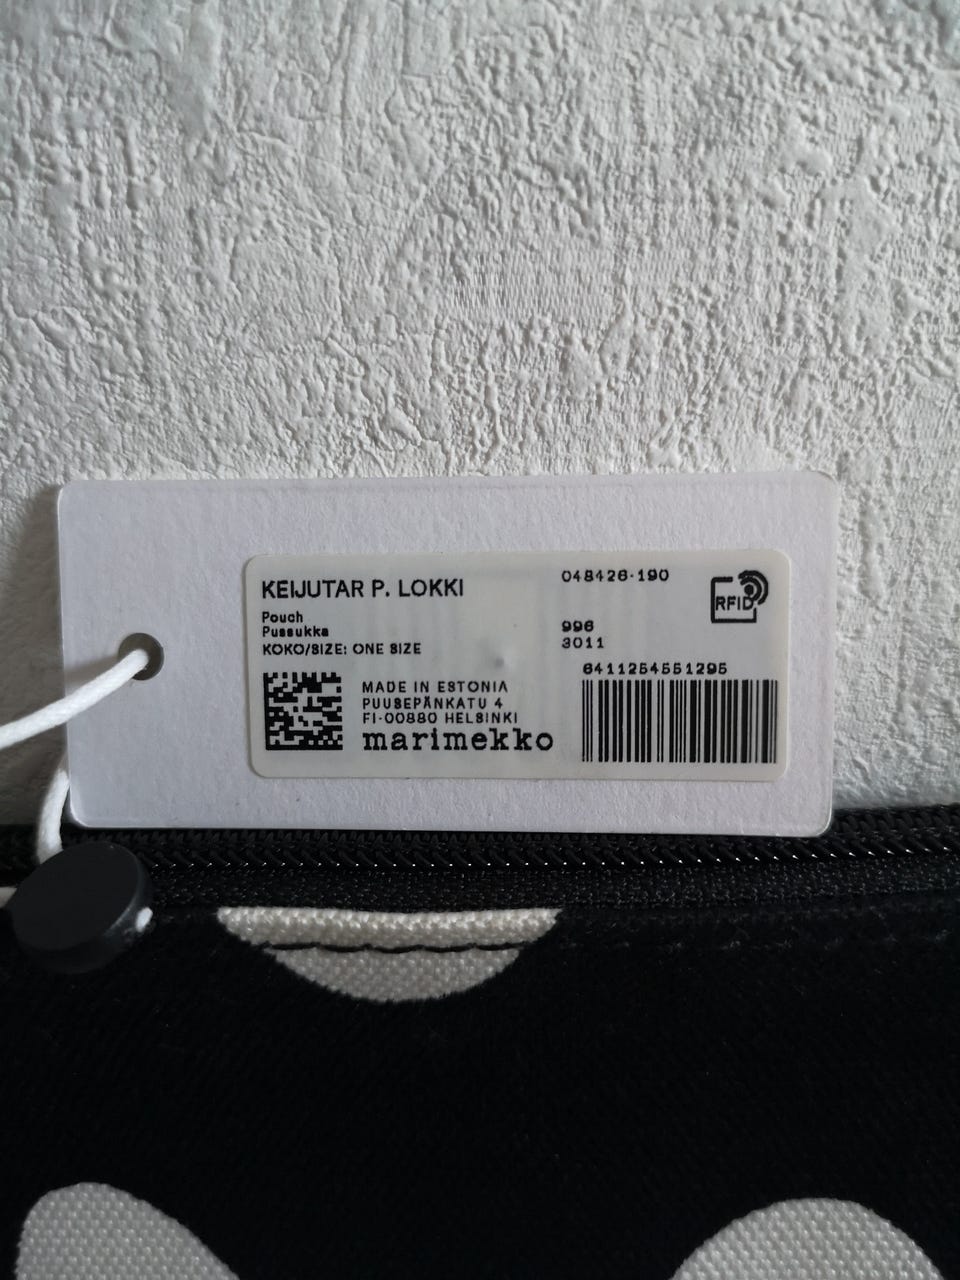 KEIJUTAR P. LOKKI
048426-190
RFID
Pouch
Pussukka
KOKO/SIZE: ONE SIZE
996
3011
6411254551295
MADE IN ESTONIA
PUUSEPÄNKATU 4
FI-00880 HELSINKI
marimekko